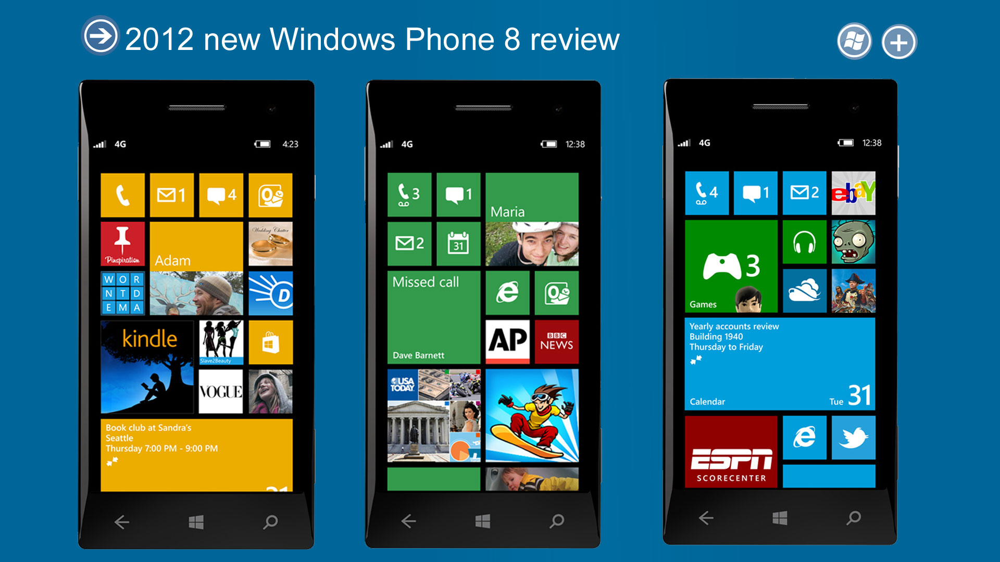 2012 new Windows Phone 8 review
4G
4:23
1
4
O
Pinspiration
Adam
Wedding Chatter
W O R
N T D
E M A
D
kindle
Slave2Beauty
VOGUE
Book club at Sandra's
Seattle
Thursday 7:00 PM - 9:00 PM
31
4G
12:38
3
1
Maria
2
31
Missed call
O
Dave Barnett
AP
BBC
NEWS
USA
TODAY
4G
12:38
4
1
2
ebaY
3
Games
Yearly accounts review
Building 1940
Thursday to Friday
Calendar
Tue 31
ESPN
SCORECENTER